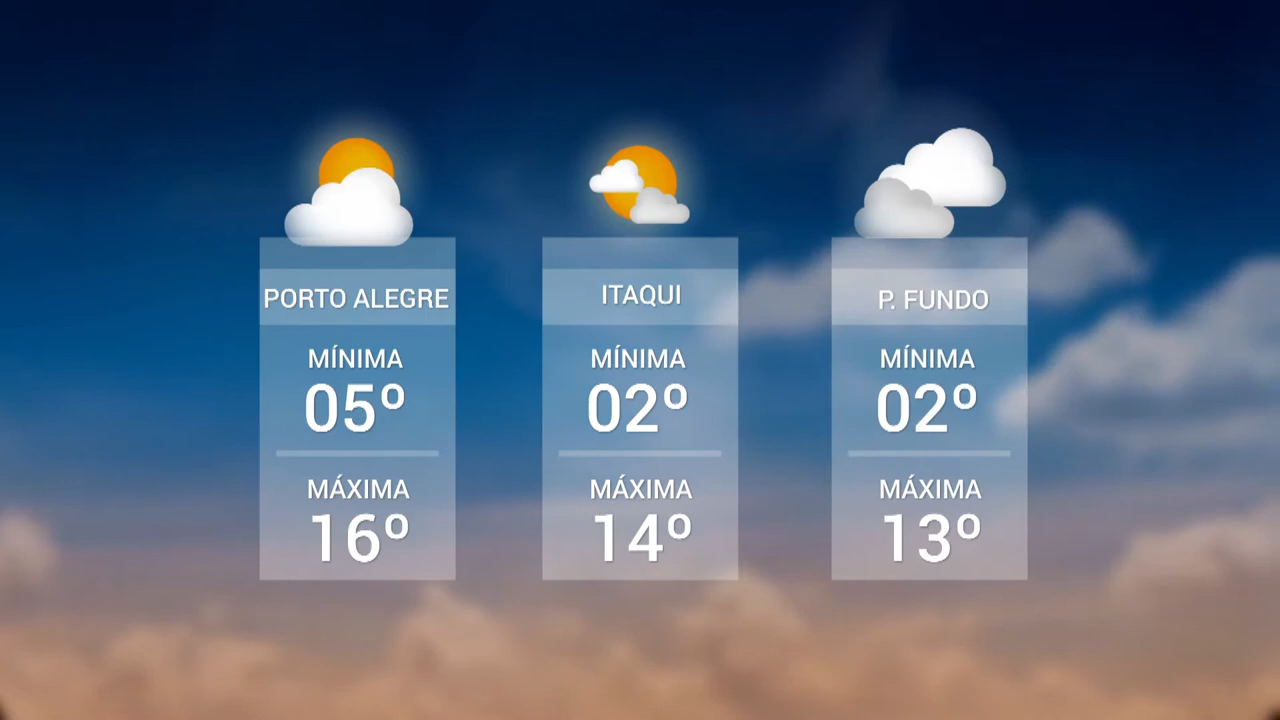 PORTO ALEGRE
MÍNIMA
05º
MÁXIMA
16º
ITAQUI
MÍNIMA
02º
MÁXIMA
14º
P. FUNDO
MÍNIMA
02º
MÁXIMA
13º